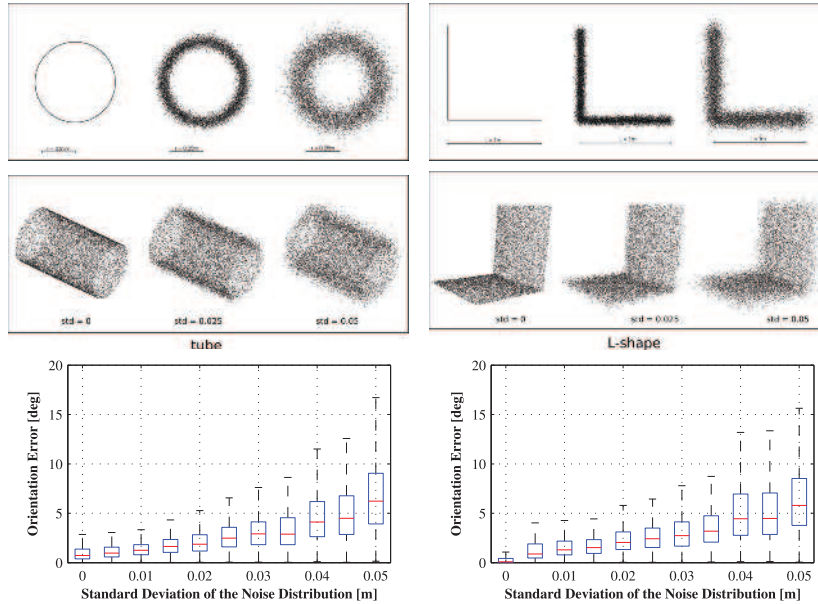 std = 0
std = 0.025
std = 0.05
tube
std = 0
std = 0.025
std = 0.05
L-shape
20
15
10
5
0
Orientation Error [deg]
0
0.01
0.02
0.03
0.04
0.05
Standard Deviation of the Noise Distribution [m]
20
15
10
5
0
Orientation Error [deg]
0
0.01
0.02
0.03
0.04
0.05
Standard Deviation of the Noise Distribution [m]